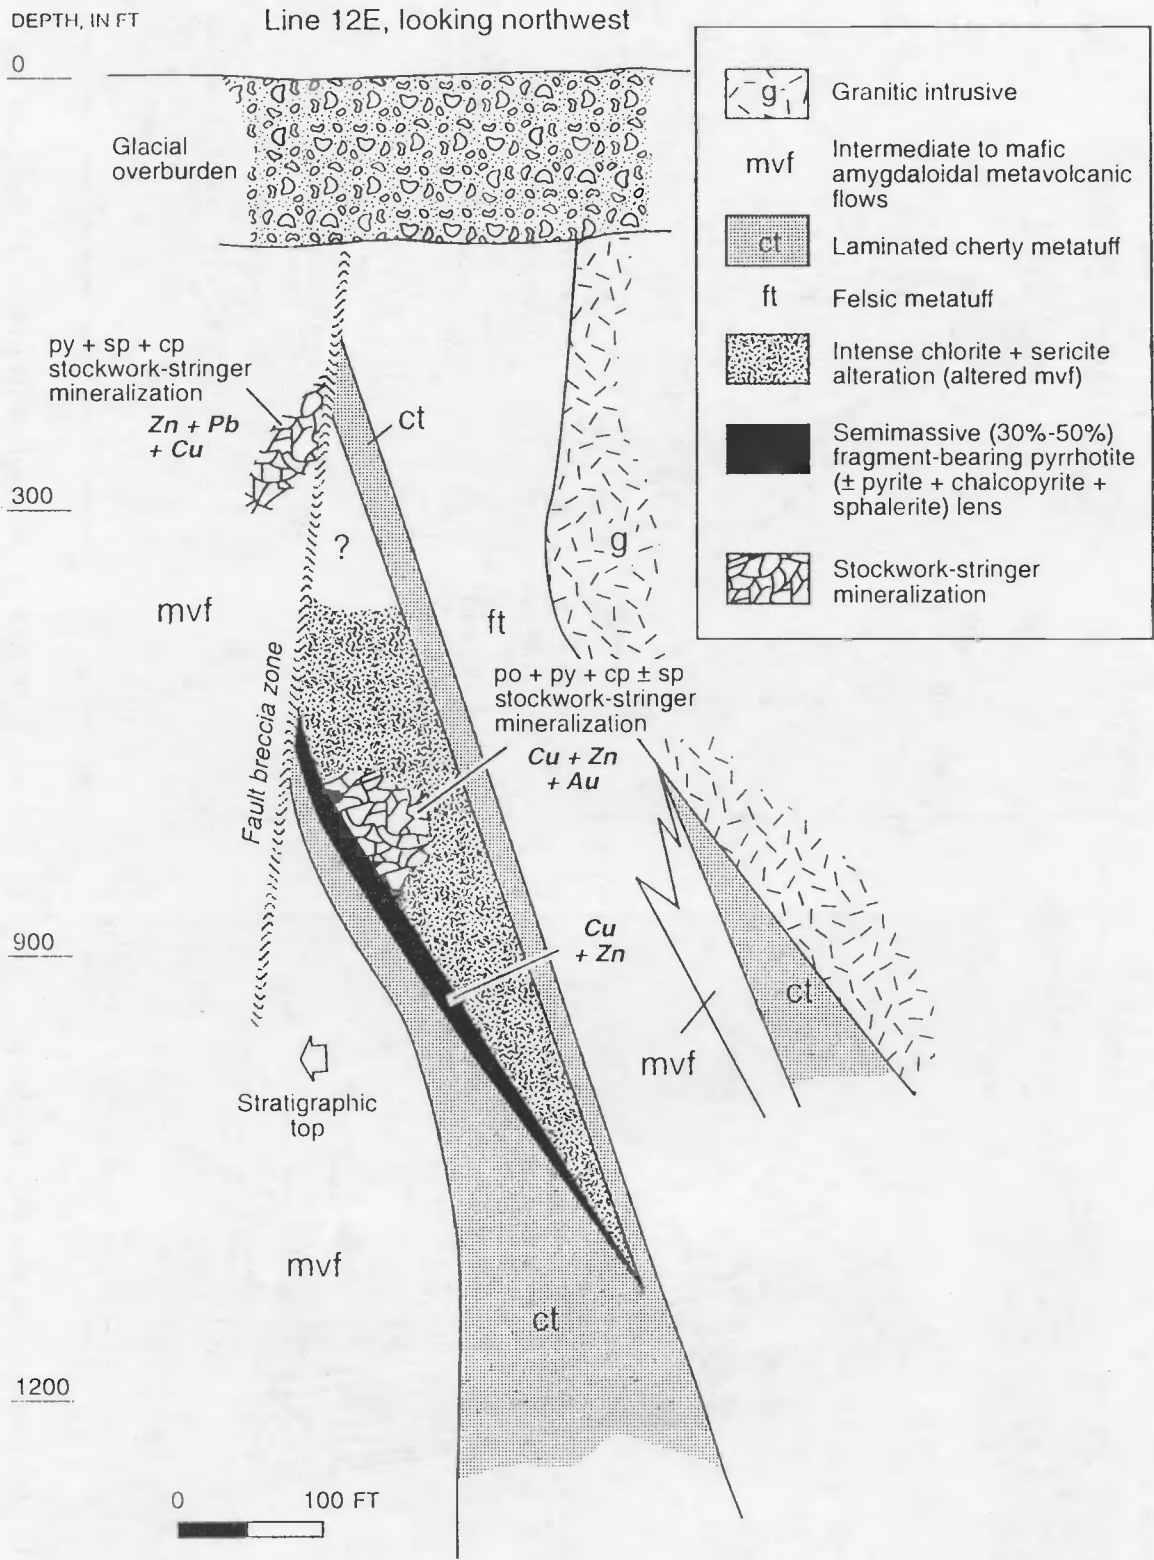 DEPTH, IN FT
Line 12E, looking northwest
0
Glacial
overburden
py + sp + cp
stockwork-stringer
mineralization
Zn + Pb
+ Cu
ct
300
?
g
mvf
ft
po + py + cp ± sp
stockwork-stringer
mineralization
Cu + Zn
+ Au
Fault breccia zone
900
Cu
+ Zn
ct
mvf
Stratigraphic
top
mvf
ct
1200
0 100 FT
g
Granitic intrusive
mvf
Intermediate to mafic
amygdaloidal metavolcanic
flows
ct
Laminated cherty metatuff
ft
Felsic metatuff
Intense chlorite + sericite
alteration (altered mvf)
Semimassive (30%-50%)
fragment-bearing pyrrhotite
(± pyrite + chalcopyrite +
sphalerite) lens
Stockwork-stringer
mineralization